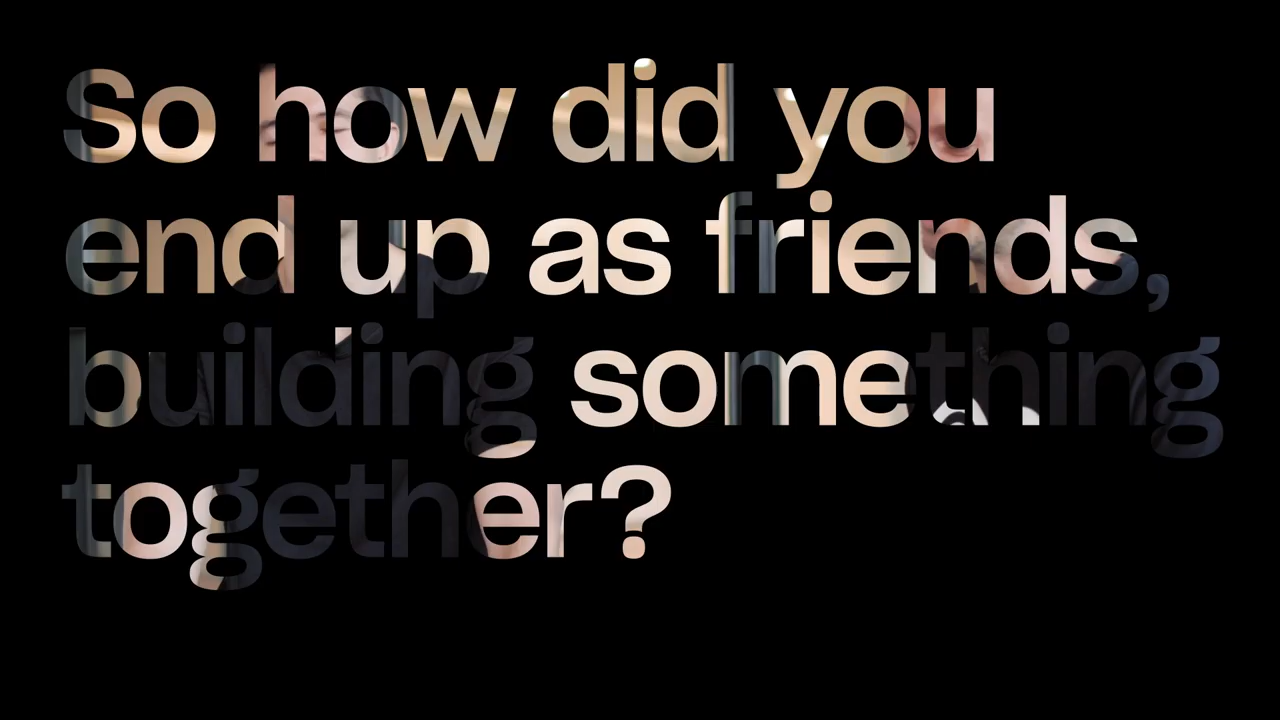 So how did you
end up as friends,
building something
together?